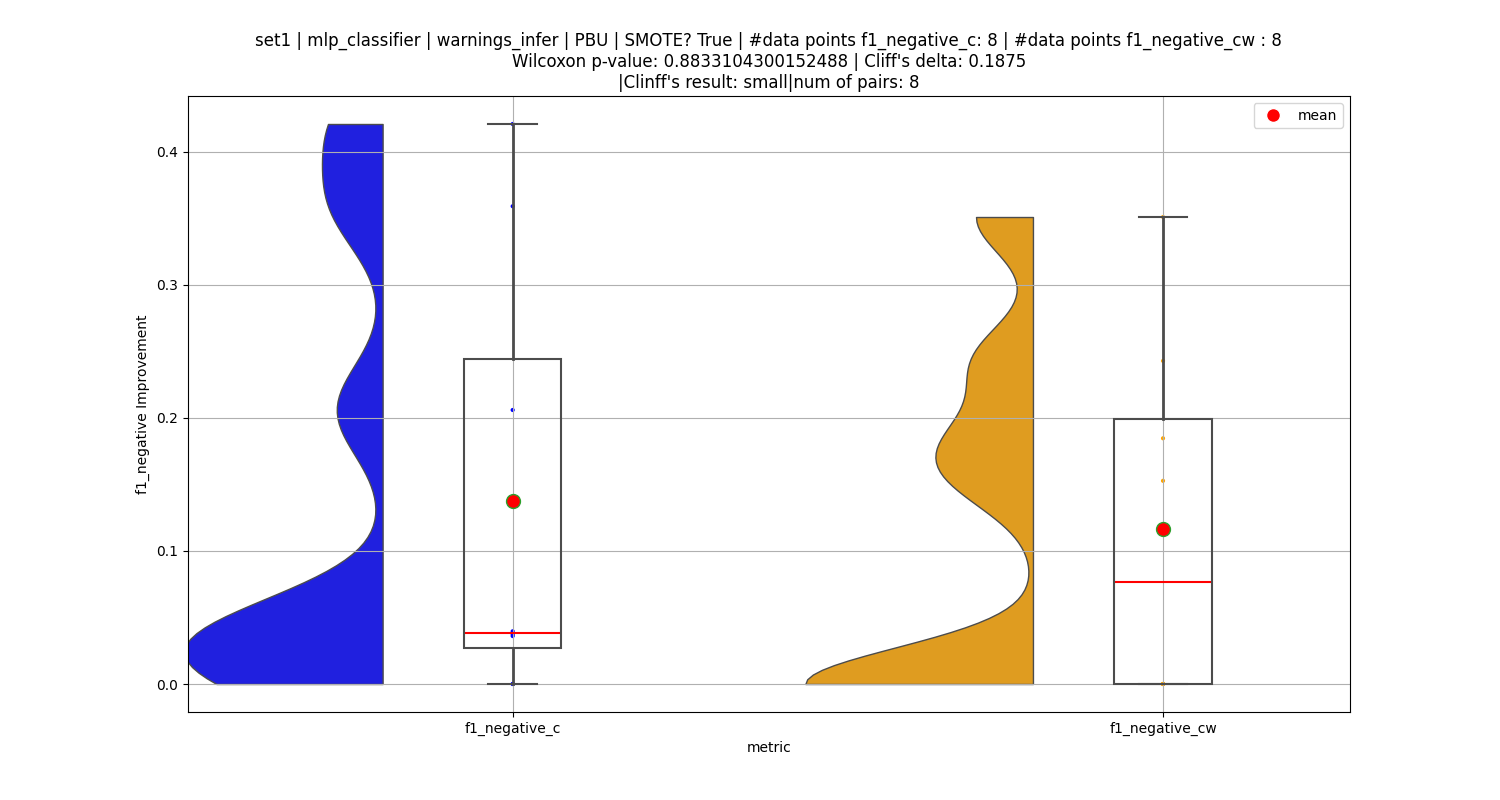 set1 | mlp_classifier | warnings_infer | PBU | SMOTE? True | #data points f1_negative_c: 8 | #data points f1_negative_cw : 8
Wilcoxon p-value: 0.8833104300152488 | Cliff's delta: 0.1875
|Clinff's result: small|num of pairs: 8
mean
0.4
0.3
0.2
0.1
0.0
f1_negative Improvement
f1_negative_c
f1_negative_cw
metric